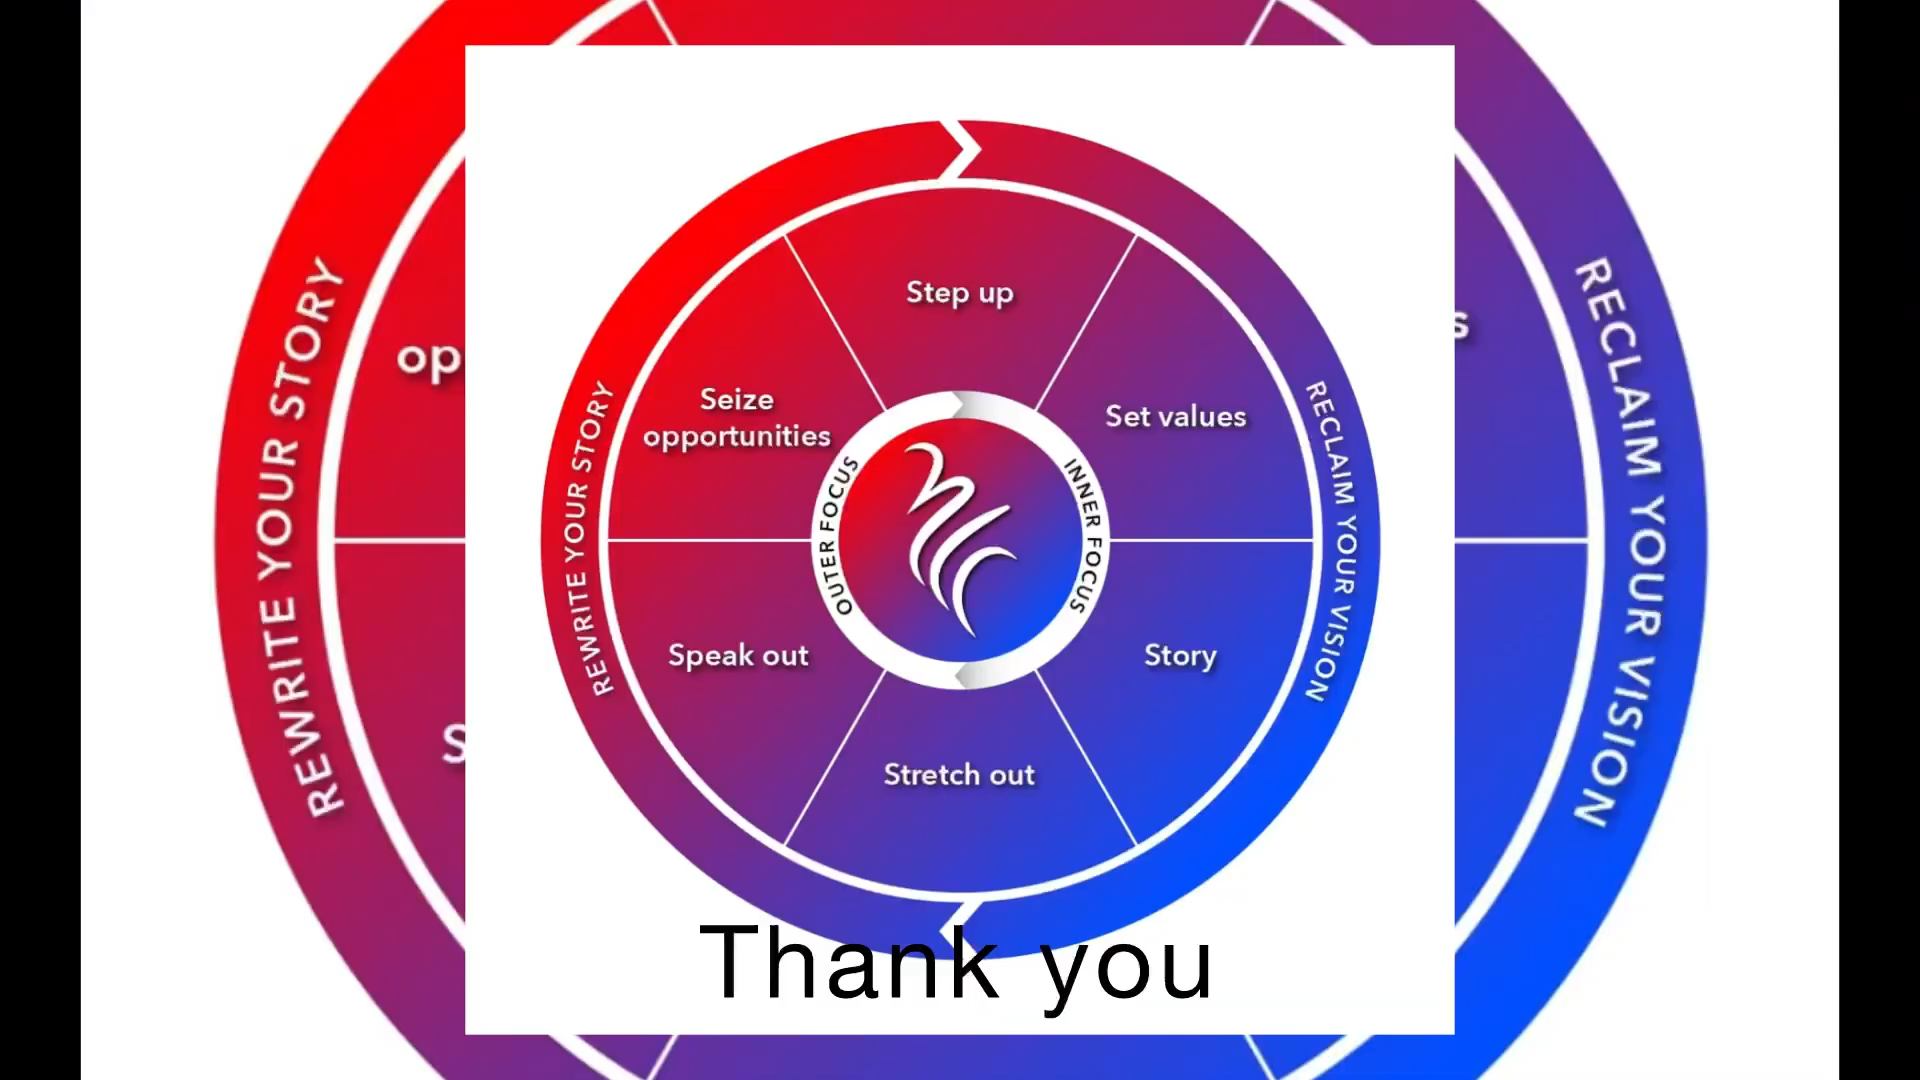 Step up
Set values
Story
Stretch out
Speak out
Seize
opportunities
OUTER FOCUS
INNER FOCUS
REWRITE YOUR STORY
RECLAIM YOUR VISION
REWRITE YOUR STORY
RECLAIM YOUR VISION
op
s
S
Thank you